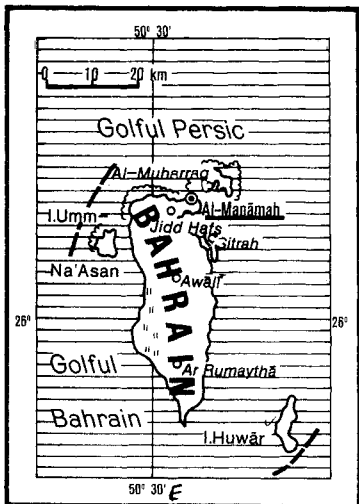 50° 30'
0 10 20 km
Golful Persic
Al-Muharraq
I.Umm
Al-Manāmah
Jidd Hafs
Sitrah
Na'Asan
BAHRAIN
Awālī
26° 26°
Golful
Ar Rumaythā
Bahrain
I.Huwār
50° 30' E